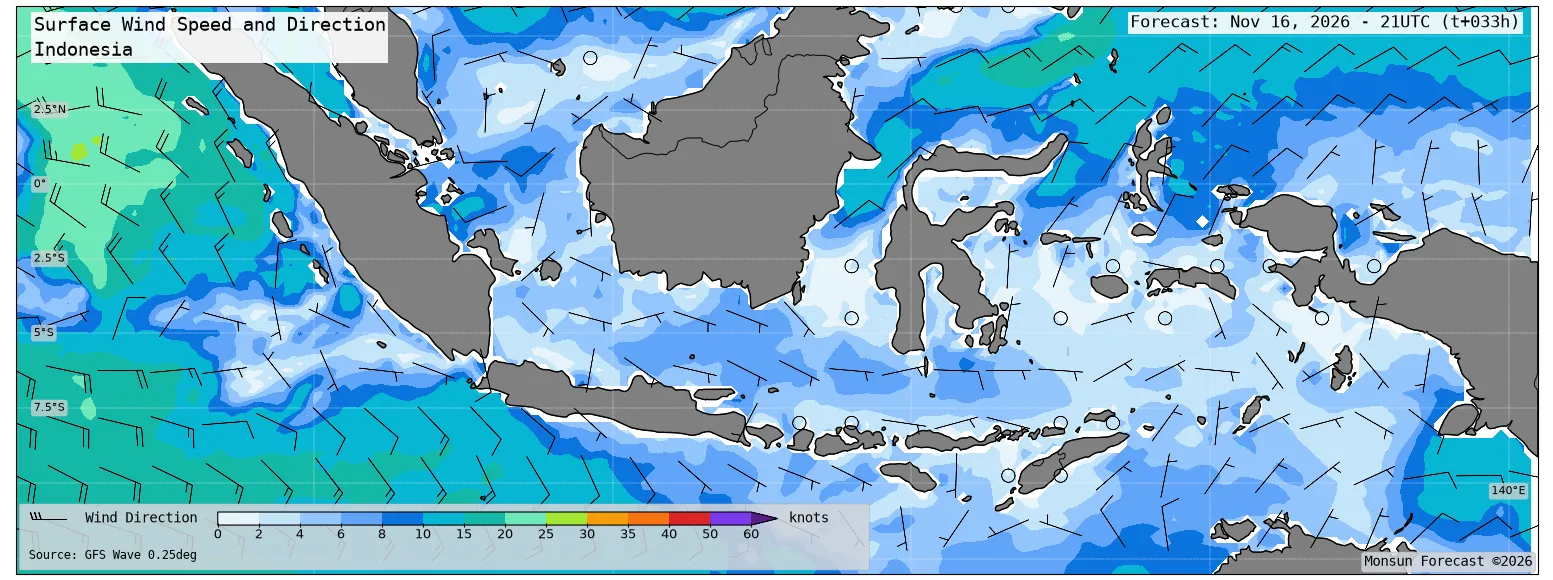 Surface Wind Speed and Direction
Indonesia
Forecast: Nov 16, 2026 - 21UTC (t+033h)
2.5°N
0°
2.5°S
5°S
7.5°S
140°E
Wind Direction
0 2 4 6 8 10 15 20 25 30 35 40 50 60
knots
Source: GFS Wave 0.25deg
Monsun Forecast ©2026